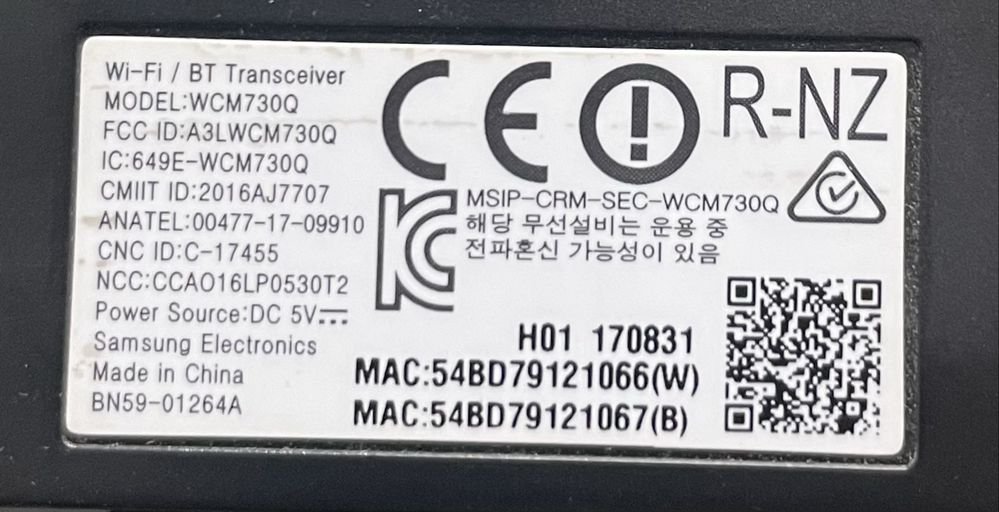 Wi-Fi / BT Transceiver
MODEL:WCM730Q
FCC ID:A3LWCM730Q
IC:649E-WCM730Q
CMIIT ID:2016AJ7707
ANATEL:00477-17-09910
CNC ID:C-17455
NCC:CCAO16LP0530T2
Power Source:DC 5V
Samsung Electronics
Made in China
BN59-01264A
CE
R-NZ
KC
MSIP-CRM-SEC-WCM730Q
해당 무선설비는 운용 중
전파혼신 가능성이 있음
H01 170831
MAC:54BD79121066(W)
MAC:54BD79121067(B)